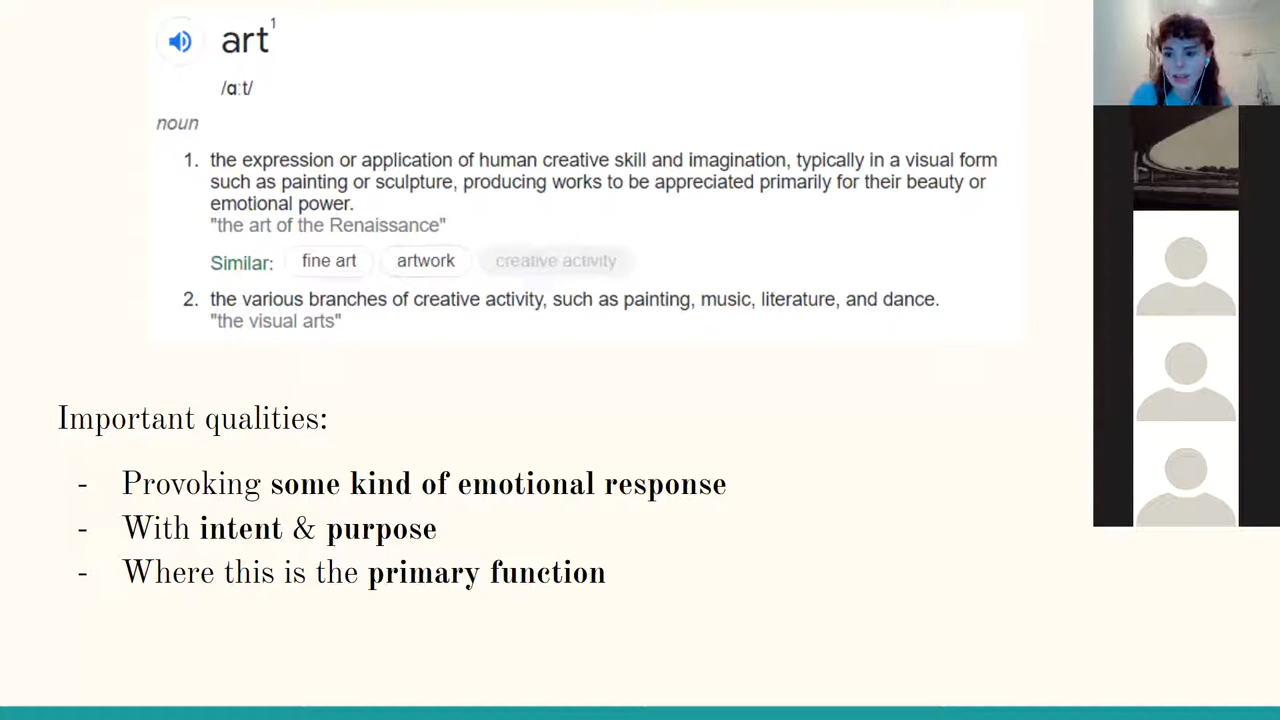 art¹
/ɑːt/
noun
1. the expression or application of human creative skill and imagination, typically in a visual form
such as painting or sculpture, producing works to be appreciated primarily for their beauty or
emotional power.
"the art of the Renaissance"
Similar: fine art artwork creative activity
2. the various branches of creative activity, such as painting, music, literature, and dance.
"the visual arts"
Important qualities:
- Provoking some kind of emotional response
- With intent & purpose
- Where this is the primary function